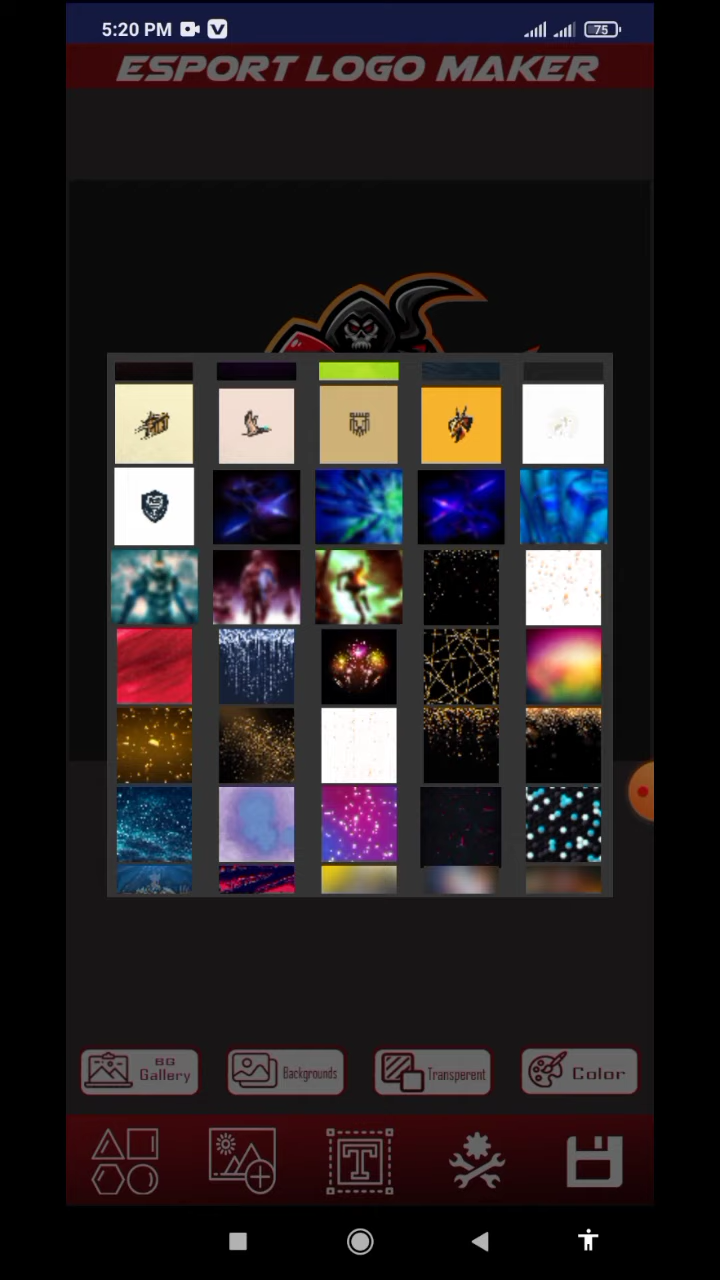 5:20 PM
75
ESPORT LOGO MAKER
BG
Gallery
Backgrounds
Transperent
Color
T